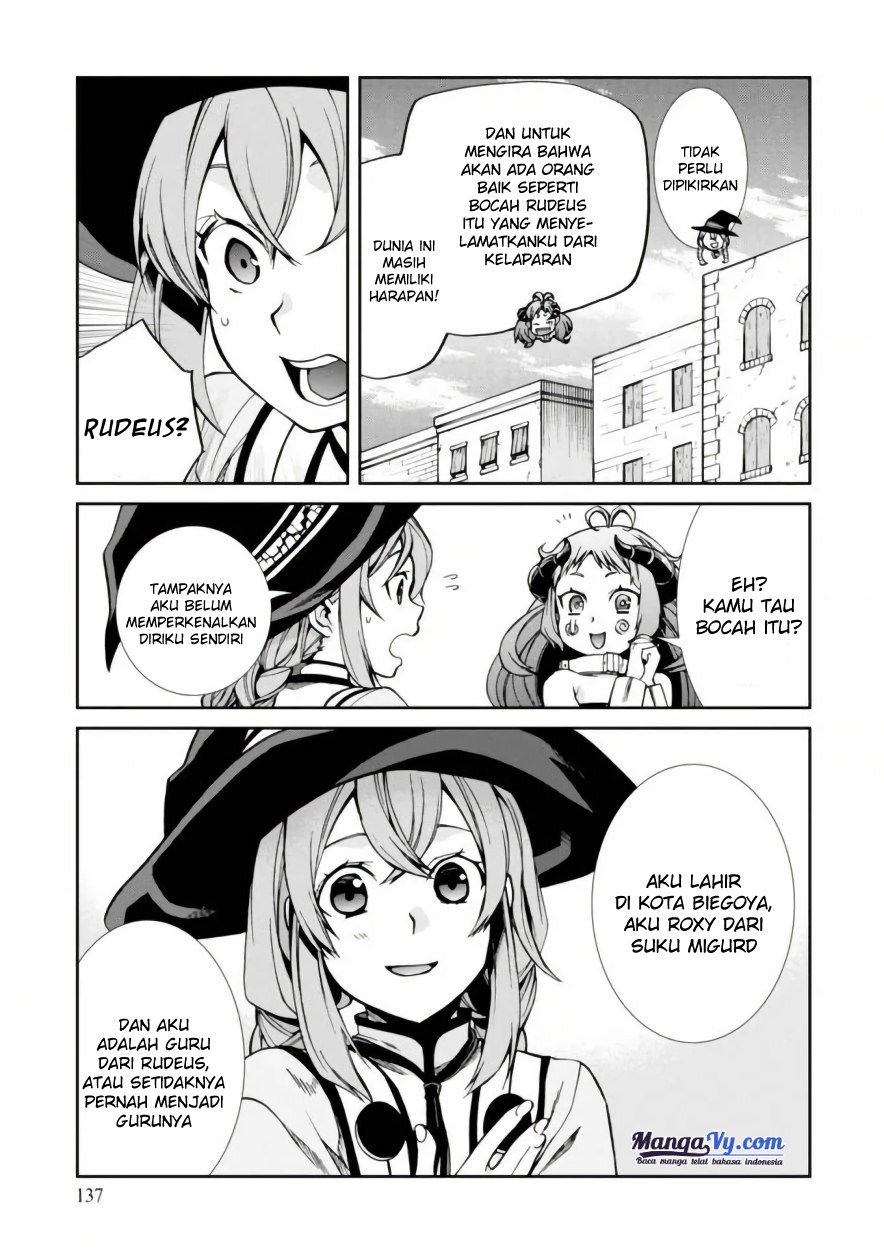 TIDAK
PERLU
DIPIKIRKAN
DAN UNTUK
MENGIRA BAHWA
AKAN ADA ORANG
BAIK SEPERTI
BOCAH RUDEUS
ITU YANG MENYE-
LAMATKANKU DARI
KELAPARAN
DUNIA INI
MASIH
MEMILIKI
HARAPAN!
RUDEUS?
EH?
KAMU TAU
BOCAH ITU?
TAMPAKNYA
AKU BELUM
MEMPERKENALKAN
DIRIKU SENDIRI
AKU LAHIR
DI KOTA BIEGOYA,
AKU ROXY DARI
SUKU MIGURD
DAN AKU
ADALAH GURU
DARI RUDEUS,
ATAU SETIDAKNYA
PERNAH MENJADI
GURUNYA
MangaVy.com
Baca manga telat bahasa indonesia
137